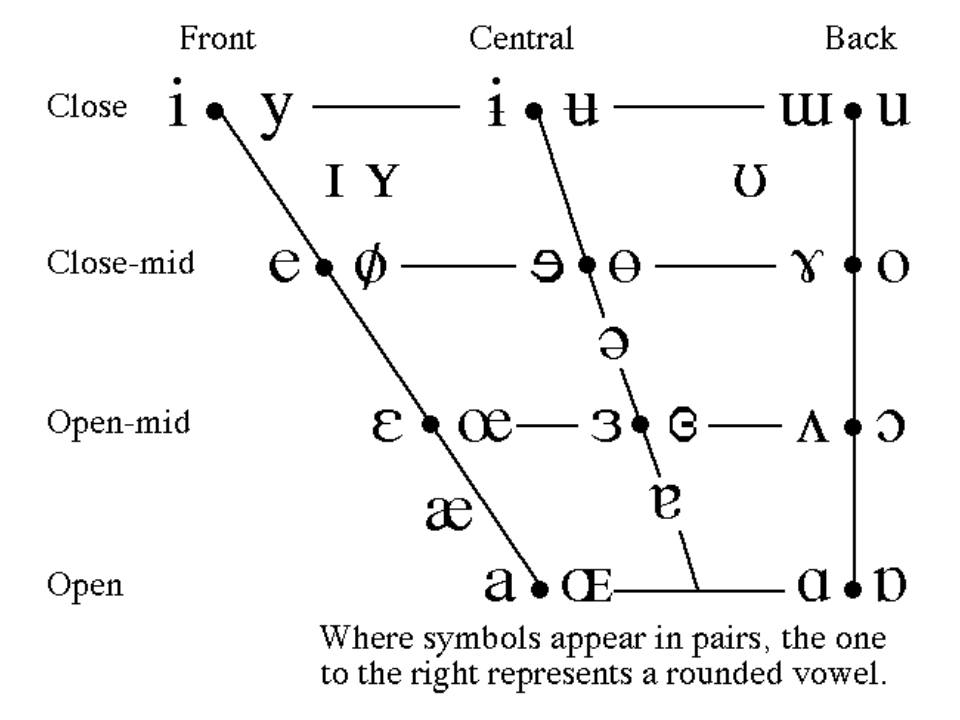 Front Central Back
Close i y ɨ ʉ ɯ u
ɪ ʏ ʊ
Close-mid e ø ɘ ɵ ɤ o
ə
Open-mid ɛ œ ɜ ɞ ʌ ɔ
æ ɐ
Open a ɶ ɑ ɒ
Where symbols appear in pairs, the one
to the right represents a rounded vowel.